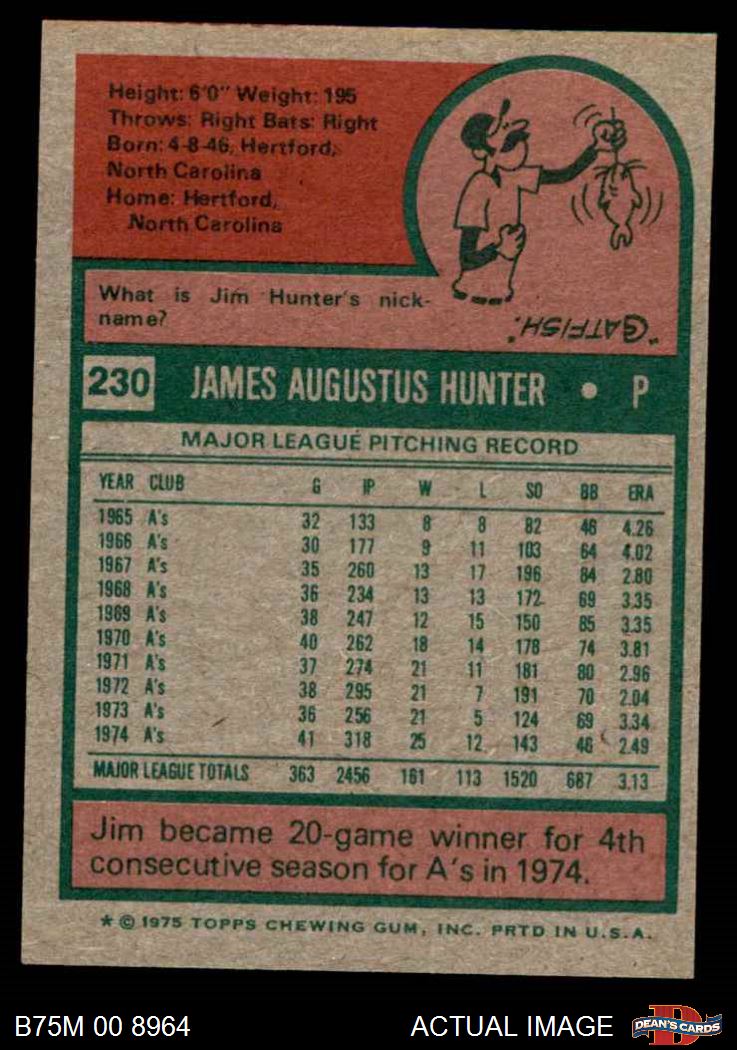 Height: 6'0" Weight: 195
Throws: Right Bats: Right
Born: 4-8-46, Hertford,
North Carolina
Home: Hertford,
North Carolina
What is Jim Hunter's nick-
name?
"CATFISH".
230 JAMES AUGUSTUS HUNTER • P
MAJOR LEAGUE PITCHING RECORD
YEAR CLUB G IP W L SO BB ERA
1965 A's 32 133 8 8 82 46 4.26
1966 A's 30 177 9 11 103 64 4.02
1967 A's 35 260 13 17 196 84 2.80
1968 A's 36 234 13 13 172 69 3.35
1969 A's 38 247 12 15 150 85 3.35
1970 A's 40 262 18 14 178 74 3.81
1971 A's 37 274 21 11 181 80 2.96
1972 A's 38 295 21 7 191 70 2.04
1973 A's 36 256 21 5 124 69 3.34
1974 A's 41 318 25 12 143 46 2.49
MAJOR LEAGUE TOTALS 363 2456 161 113 1520 687 3.13
Jim became 20-game winner for 4th
consecutive season for A's in 1974.
* © 1975 TOPPS CHEWING GUM, INC. PRTD IN U.S.A.
B75M 00 8964 ACTUAL IMAGE DEAN'S CARDS